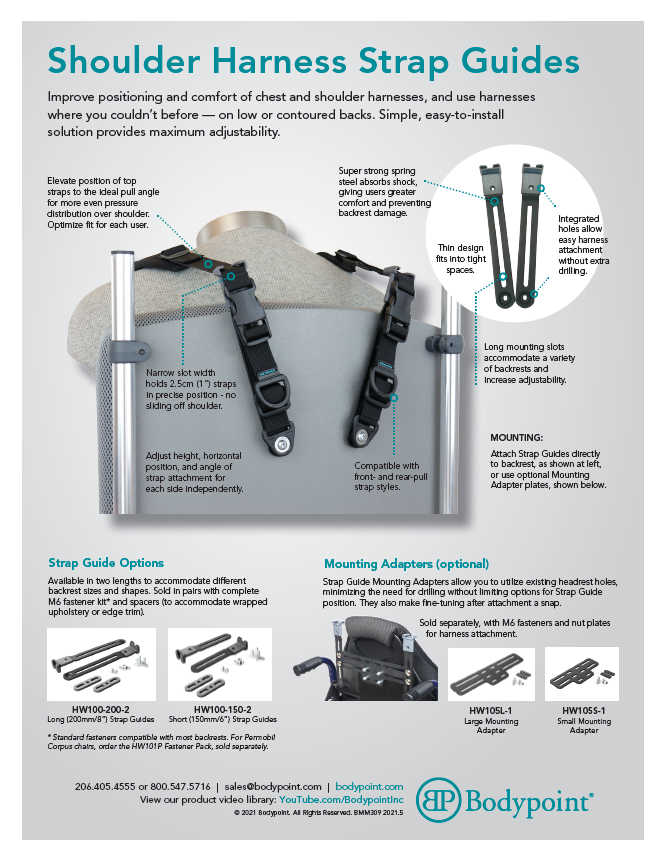 Shoulder Harness Strap Guides
Improve positioning and comfort of chest and shoulder harnesses, and use harnesses
where you couldn't before — on low or contoured backs. Simple, easy-to-install
solution provides maximum adjustability.
Elevate position of top
straps to the ideal pull angle
for more even pressure
distribution over shoulder.
Optimize fit for each user.
Super strong spring
steel absorbs shock,
giving users greater
comfort and preventing
backrest damage.
Thin design
fits into tight
spaces.
Integrated
holes allow
easy harness
attachment
without extra
drilling.
Long mounting slots
accommodate a variety
of backrests and
increase adjustability.
Narrow slot width
holds 2.5cm (1") straps
in precise position - no
sliding off shoulder.
Adjust height, horizontal
position, and angle of
strap attachment for
each side independently.
Compatible with
front- and rear-pull
strap styles.
MOUNTING:
Attach Strap Guides directly
to backrest, as shown at left,
or use optional Mounting
Adapter plates, shown below.
Strap Guide Options
Available in two lengths to accommodate different
backrest sizes and shapes. Sold in pairs with complete
M6 fastener kit* and spacers (to accommodate wrapped
upholstery or edge trim).
HW100-200-2
Long (200mm/8") Strap Guides
HW100-150-2
Short (150mm/6") Strap Guides
* Standard fasteners compatible with most backrests. For Permobil
Corpus chairs, order the HW101P Fastener Pack, sold separately.
Mounting Adapters (optional)
Strap Guide Mounting Adapters allow you to utilize existing headrest holes,
minimizing the need for drilling without limiting options for Strap Guide
position. They also make fine-tuning after attachment a snap.
Sold separately, with M6 fasteners and nut plates
for harness attachment.
HW105L-1
Large Mounting
Adapter
HW105S-1
Small Mounting
Adapter
206.405.4555 or 800.547.5716 | sales@bodypoint.com | bodypoint.com
View our product video library: YouTube.com/BodypointInc
© 2021 Bodypoint. All Rights Reserved. BMM309 2021.5
BP Bodypoint®